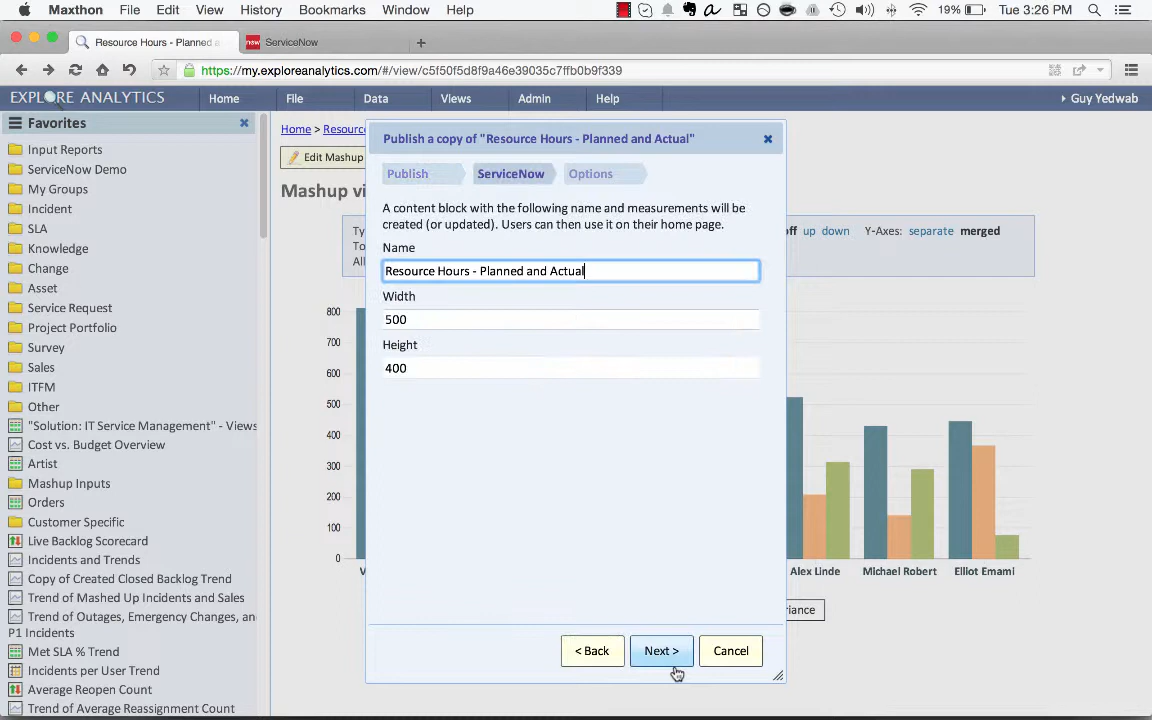 Maxthon File Edit View History Bookmarks Window Help 19% Tue 3:26 PM
Resource Hours - Planned a
ServiceNow
https://my.exploreanalytics.com/#/view/c5f50f5d8f9a46e39035c7ffb0b9f339
EXPLORE ANALYTICS Home File Data Views Admin Help Guy Yedwab
Favorites
Input Reports
ServiceNow Demo
My Groups
Incident
SLA
Knowledge
Change
Asset
Service Request
Project Portfolio
Survey
Sales
ITFM
Other
"Solution: IT Service Management" - Views
Cost vs. Budget Overview
Artist
Mashup Inputs
Orders
Customer Specific
Live Backlog Scorecard
Incidents and Trends
Copy of Created Closed Backlog Trend
Trend of Mashed Up Incidents and Sales
Trend of Outages, Emergency Changes, an
P1 Incidents
Met SLA % Trend
Incidents per User Trend
Average Reopen Count
Trend of Average Reassignment Count
Home > Resourc
Edit Mashup
Mashup vi
Ty
To
All
off up down Y-Axes: separate merged
800
700
600
500
400
300
200
100
0
V
Alex Linde
Michael Robert
Elliot Emami
riance
Publish a copy of "Resource Hours - Planned and Actual"
Publish
ServiceNow
Options
A content block with the following name and measurements will be
created (or updated). Users can then use it on their home page.
Name
Resource Hours - Planned and Actual
Width
500
Height
400
< Back
Next >
Cancel